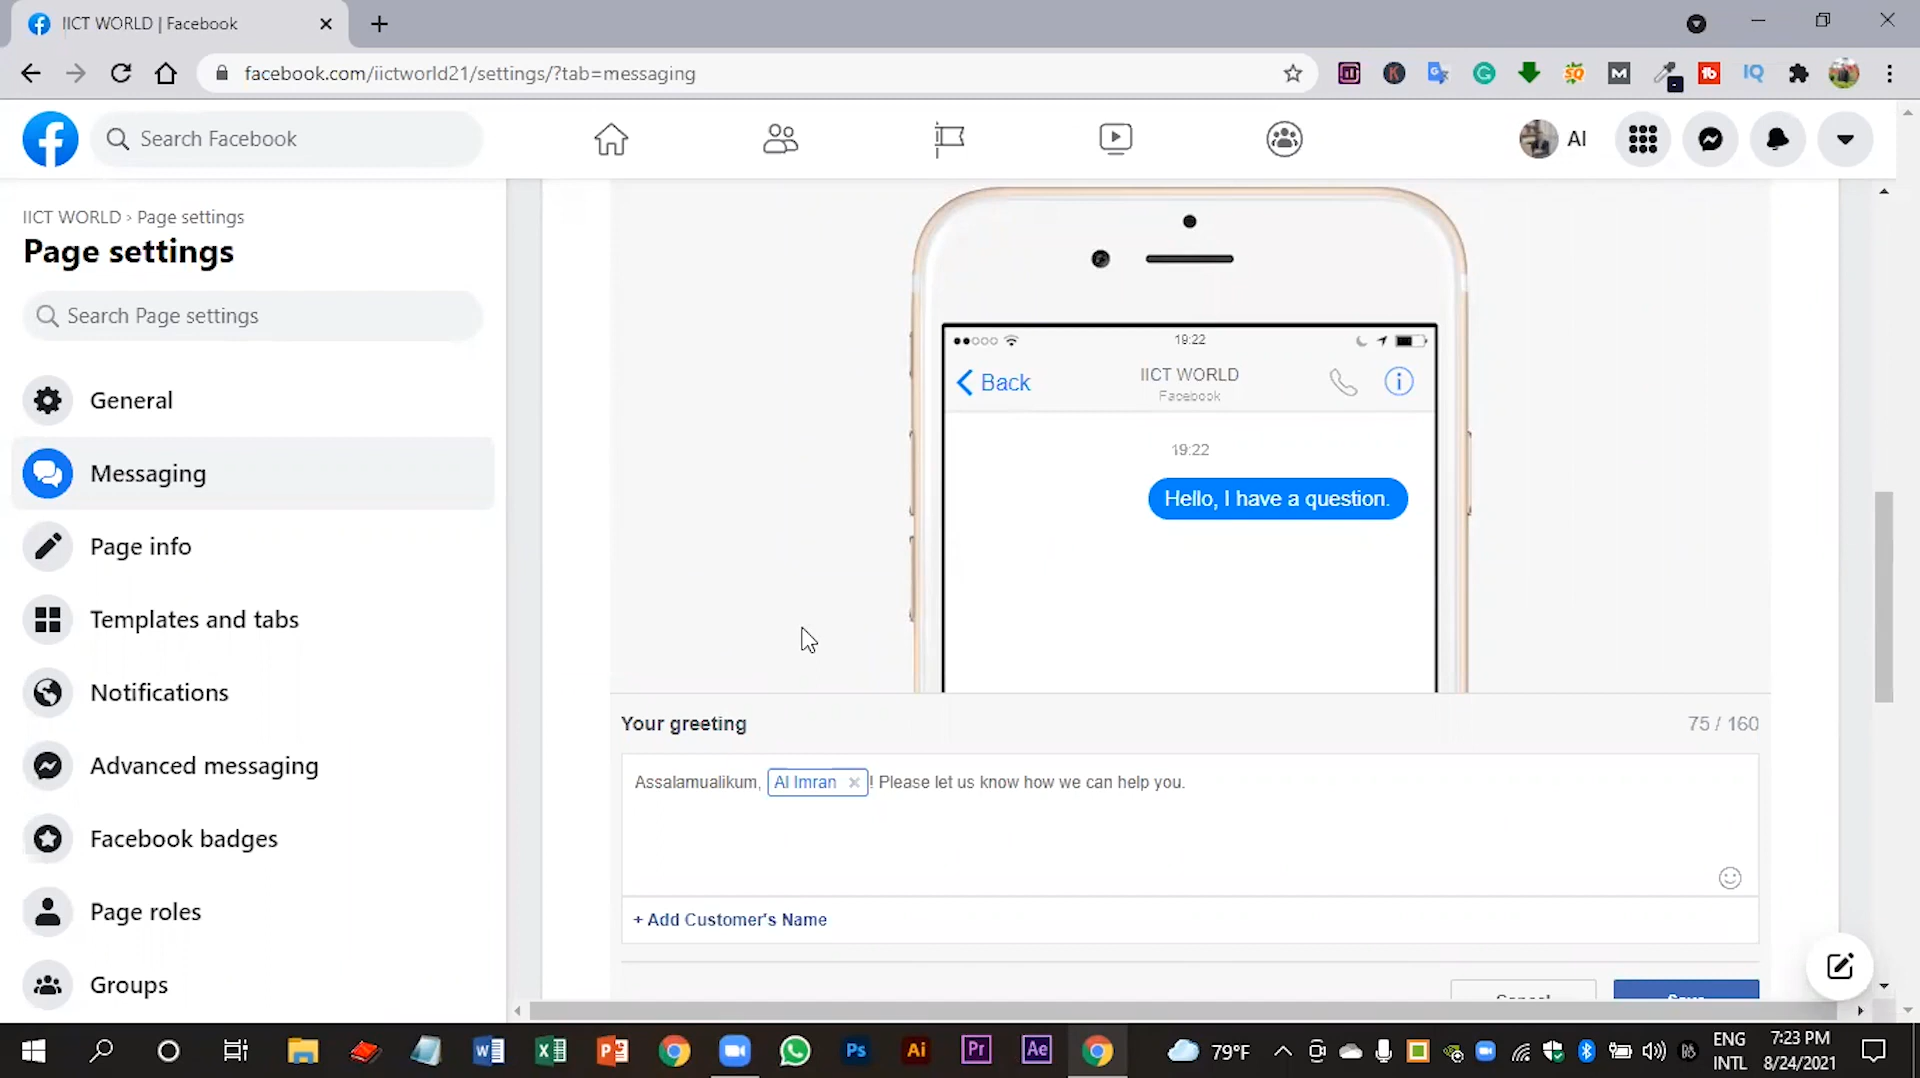 IICT WORLD | Facebook
facebook.com/iictworld21/settings/?tab=messaging
Search Facebook
AI
IICT WORLD › Page settings
Page settings
Search Page settings
General
Messaging
Page info
Templates and tabs
Notifications
Advanced messaging
Facebook badges
Page roles
Groups
19:22
Back
IICT WORLD
Facebook
19:22
Hello, I have a question.
Your greeting
75 / 160
Assalamualikum, Al Imran ! Please let us know how we can help you.
+ Add Customer's Name
Cancel
Save
79°F
ENG
INTL
7:23 PM
8/24/2021